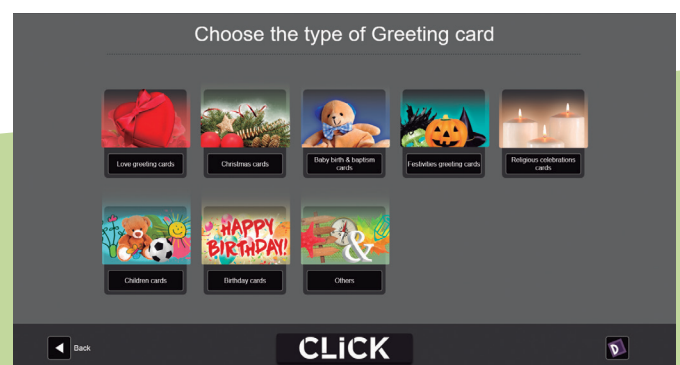 Choose the type of Greeting card
Love greeting cards
Christmas cards
Baby birth & baptism
cards
Festivities greeting cards
Religious celebrations
cards
HAPPY
BIRTHDAY!
&
Children cards
Birthday cards
Others
Back
CLiCK
D